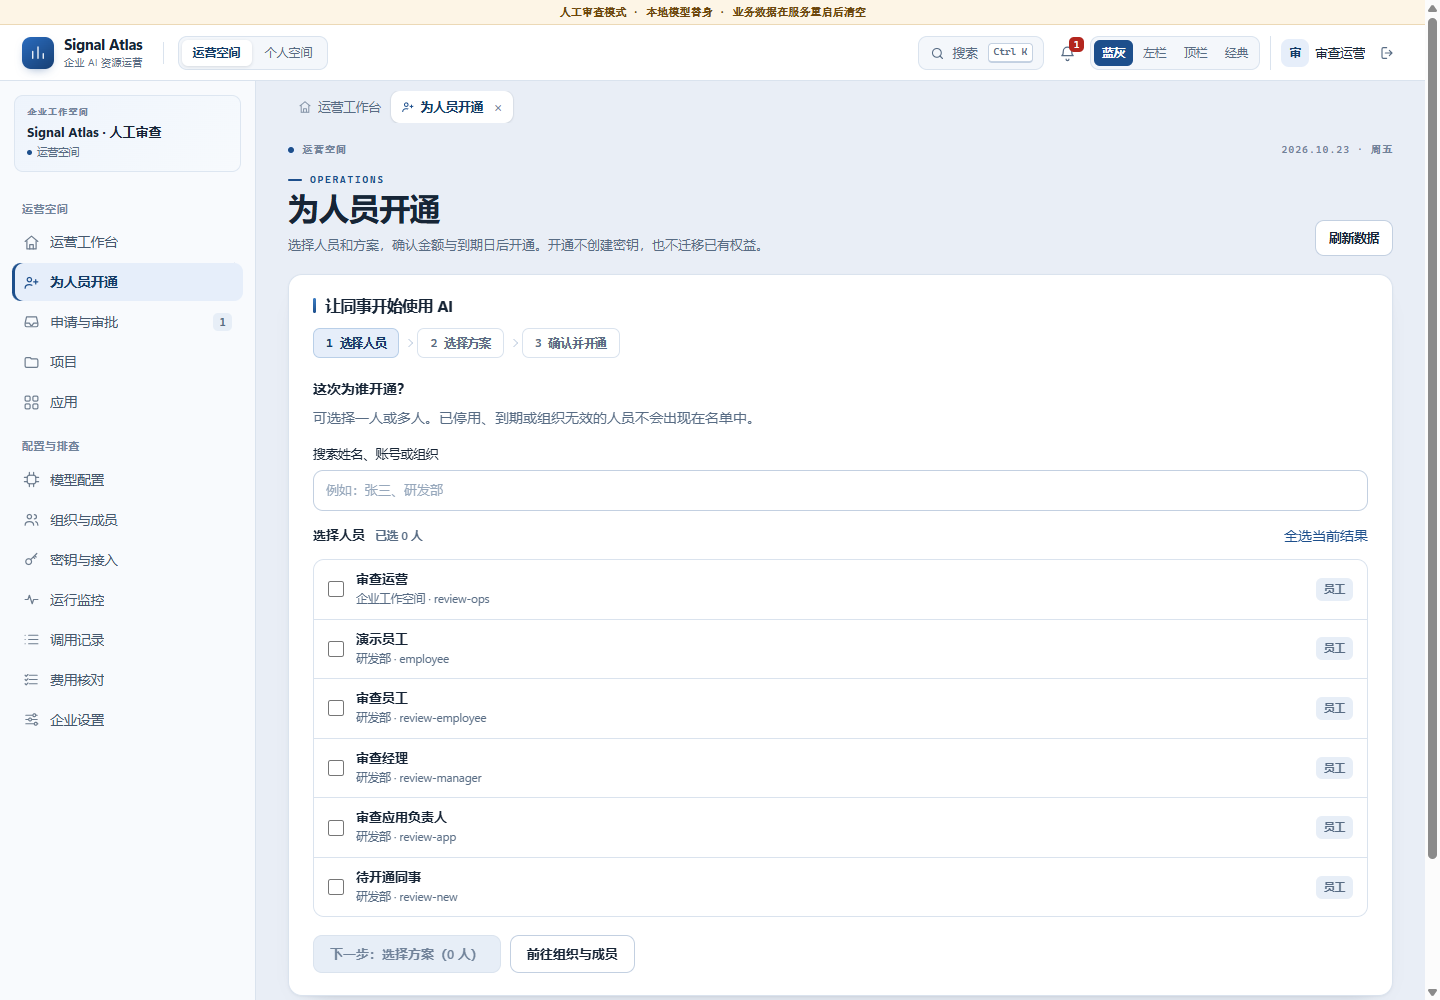 人工审查模式 · 本地模型替身 · 业务数据在服务重启后清空
Signal Atlas
企业 AI 资源运营
运营空间
个人空间
搜索
Ctrl K
1
蓝灰
左栏
顶栏
经典
审
审查运营
企业工作空间
Signal Atlas · 人工审查
运营空间
运营空间
运营工作台
为人员开通
申请与审批
1
项目
应用
配置与排查
模型配置
组织与成员
密钥与接入
运行监控
调用记录
费用核对
企业设置
运营工作台
为人员开通 ×
运营空间
2026.10.23 · 周五
OPERATIONS
为人员开通
选择人员和方案，确认金额与到期日后开通。开通不创建密钥，也不迁移已有权益。
刷新数据
让同事开始使用 AI
1 选择人员
2 选择方案
3 确认并开通
这次为谁开通？
可选择一人或多人。已停用、到期或组织无效的人员不会出现在名单中。
搜索姓名、账号或组织
例如：张三、研发部
选择人员 已选 0 人
全选当前结果
审查运营
企业工作空间 · review-ops
员工
演示员工
研发部 · employee
员工
审查员工
研发部 · review-employee
员工
审查经理
研发部 · review-manager
员工
审查应用负责人
研发部 · review-app
员工
待开通同事
研发部 · review-new
员工
下一步：选择方案（0 人）
前往组织与成员